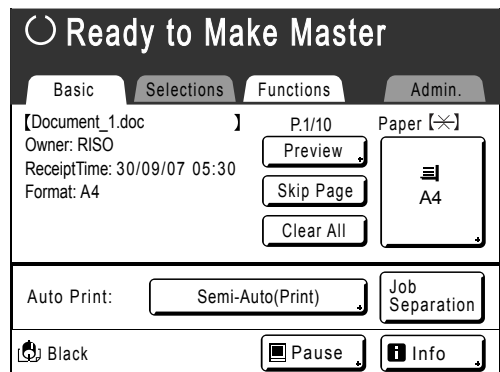 Ready to Make Master
Basic Selections Functions Admin.
【Document_1.doc 】 P.1/10 Paper【】
Owner: RISO Preview
ReceiptTime: 30/09/07 05:30
Format: A4 Skip Page A4
Clear All
Auto Print: Semi-Auto(Print) Job Separation
Black Pause i Info